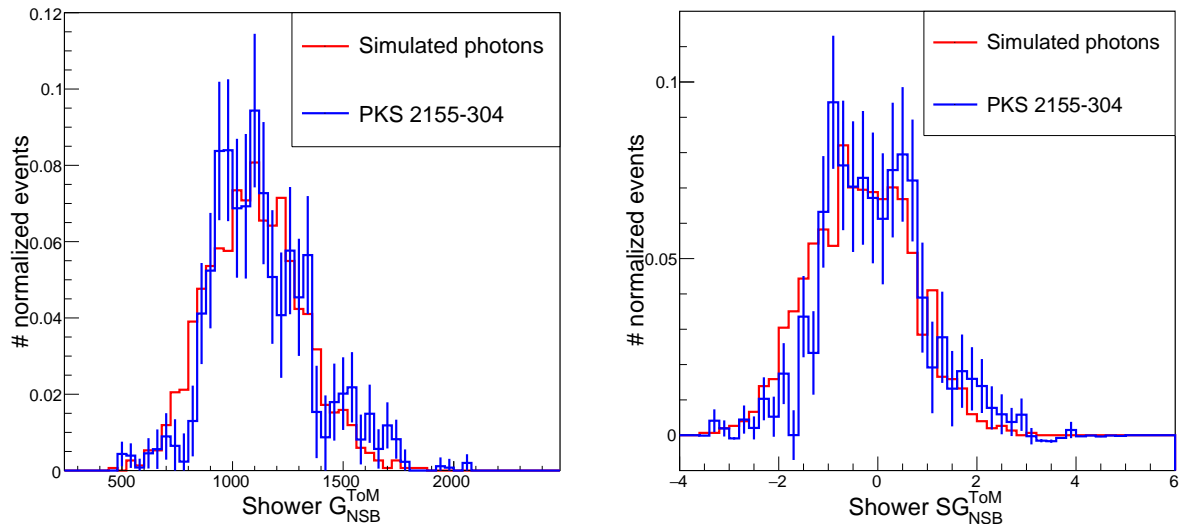 0.12
0.1
0.08
0.06
0.04
0.02
0
# normalized events
Simulated photons
PKS 2155-304
500 1000 1500 2000
Shower G^ToM_NSB
0.1
0.05
0
# normalized events
Simulated photons
PKS 2155-304
−4 −2 0 2 4 6
Shower SG^ToM_NSB